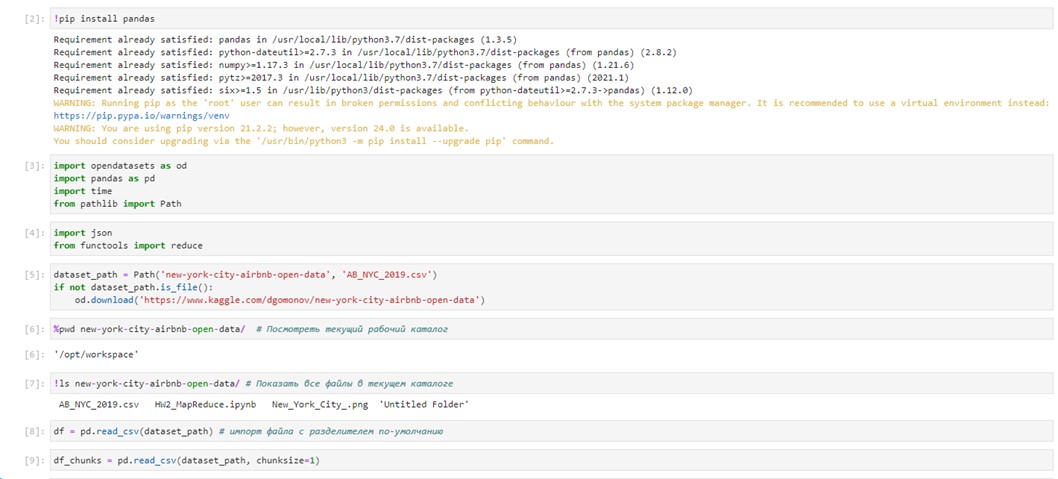 [2]: !pip install pandas
Requirement already satisfied: pandas in /usr/local/lib/python3.7/dist-packages (1.3.5)
Requirement already satisfied: python-dateutil>=2.7.3 in /usr/local/lib/python3.7/dist-packages (from pandas) (2.8.2)
Requirement already satisfied: numpy>=1.17.3 in /usr/local/lib/python3.7/dist-packages (from pandas) (1.21.6)
Requirement already satisfied: pytz>=2017.3 in /usr/local/lib/python3.7/dist-packages (from pandas) (2021.1)
Requirement already satisfied: six>=1.5 in /usr/lib/python3/dist-packages (from python-dateutil>=2.7.3->pandas) (1.12.0)
WARNING: Running pip as the 'root' user can result in broken permissions and conflicting behaviour with the system package manager. It is recommended to use a virtual environment instead:
https://pip.pypa.io/warnings/venv
WARNING: You are using pip version 21.2.2; however, version 24.0 is available.
You should consider upgrading via the '/usr/bin/python3 -m pip install --upgrade pip' command.
[3]: import opendatasets as od
import pandas as pd
import time
from pathlib import Path
[4]: import json
from functools import reduce
[5]: dataset_path = Path('new-york-city-airbnb-open-data', 'AB_NYC_2019.csv')
if not dataset_path.is_file():
    od.download('https://www.kaggle.com/dgomonov/new-york-city-airbnb-open-data')
[6]: %pwd new-york-city-airbnb-open-data/  # Посмотреть текущий рабочий каталог
[6]: '/opt/workspace'
[7]: !ls new-york-city-airbnb-open-data/ # Показать все файлы в текущем каталоге
AB_NYC_2019.csv   HW2_MapReduce.ipynb   New_York_City_.png  'Untitled Folder'
[8]: df = pd.read_csv(dataset_path) # импорт файла с разделителем по-умолчанию
[9]: df_chunks = pd.read_csv(dataset_path, chunksize=1)